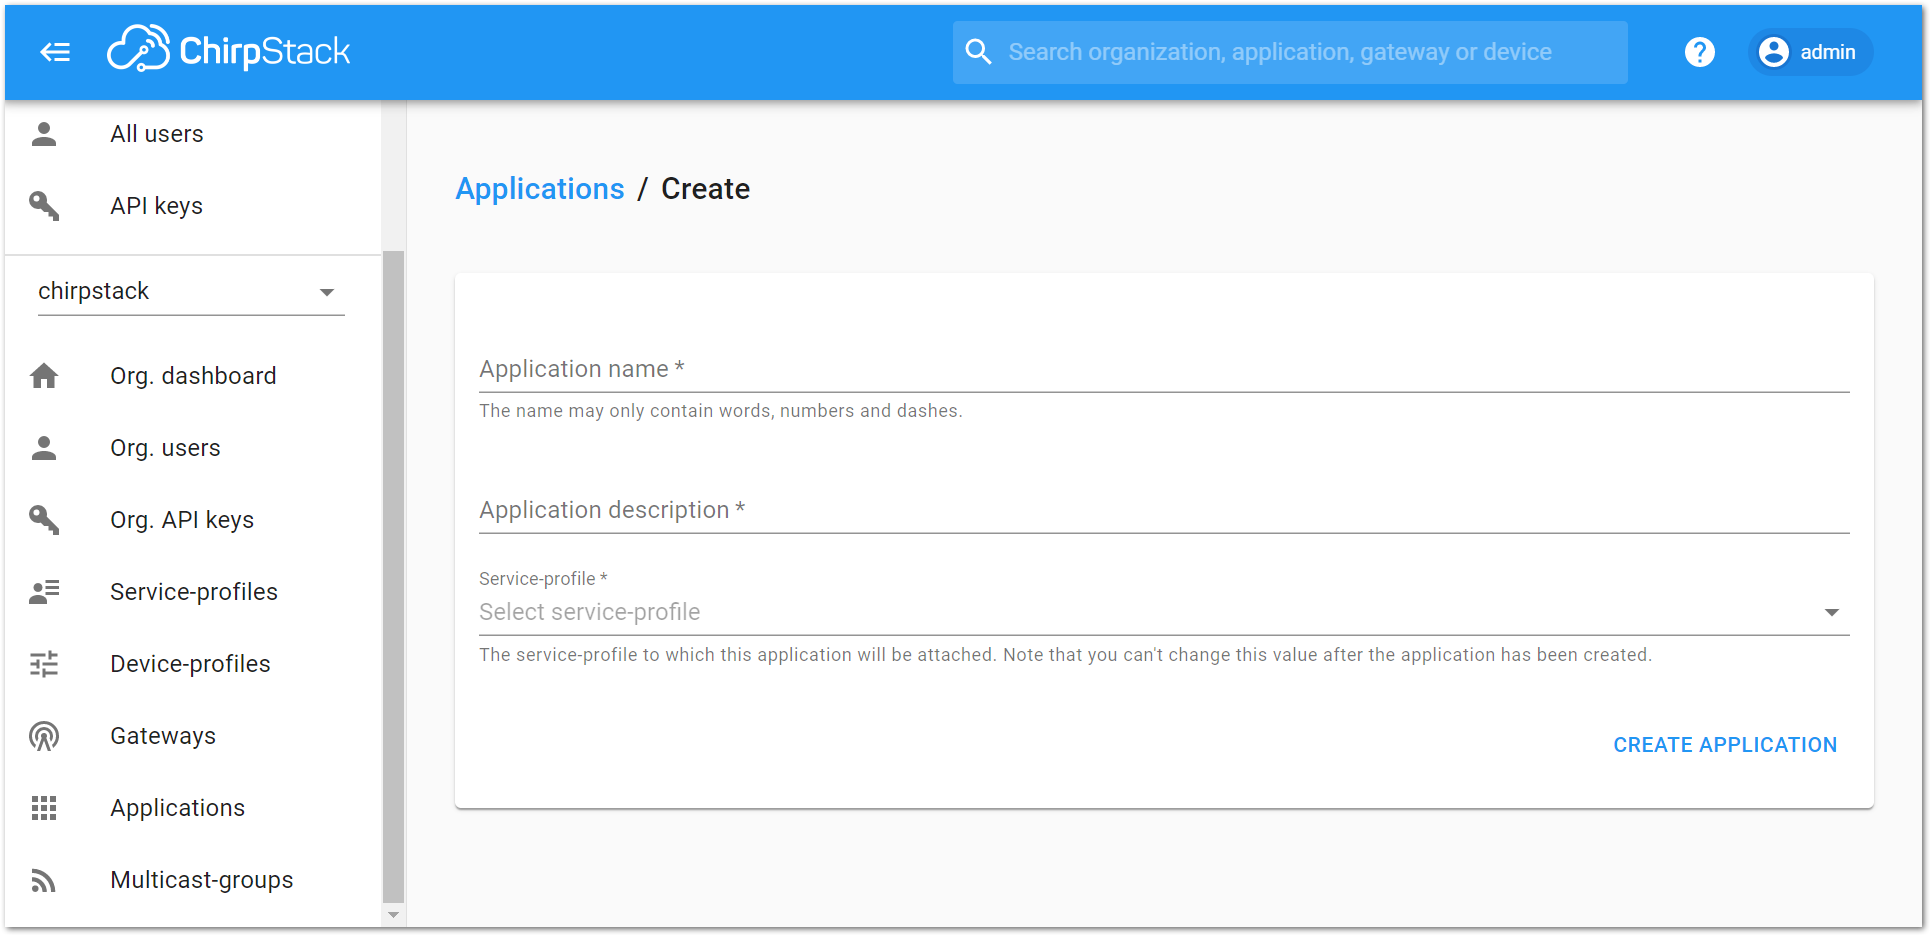 ChirpStack
Search organization, application, gateway or device
?
admin
All users
API keys
chirpstack
Org. dashboard
Org. users
Org. API keys
Service-profiles
Device-profiles
Gateways
Applications
Multicast-groups
Applications / Create
Application name *
The name may only contain words, numbers and dashes.
Application description *
Service-profile *
Select service-profile
The service-profile to which this application will be attached. Note that you can't change this value after the application has been created.
CREATE APPLICATION